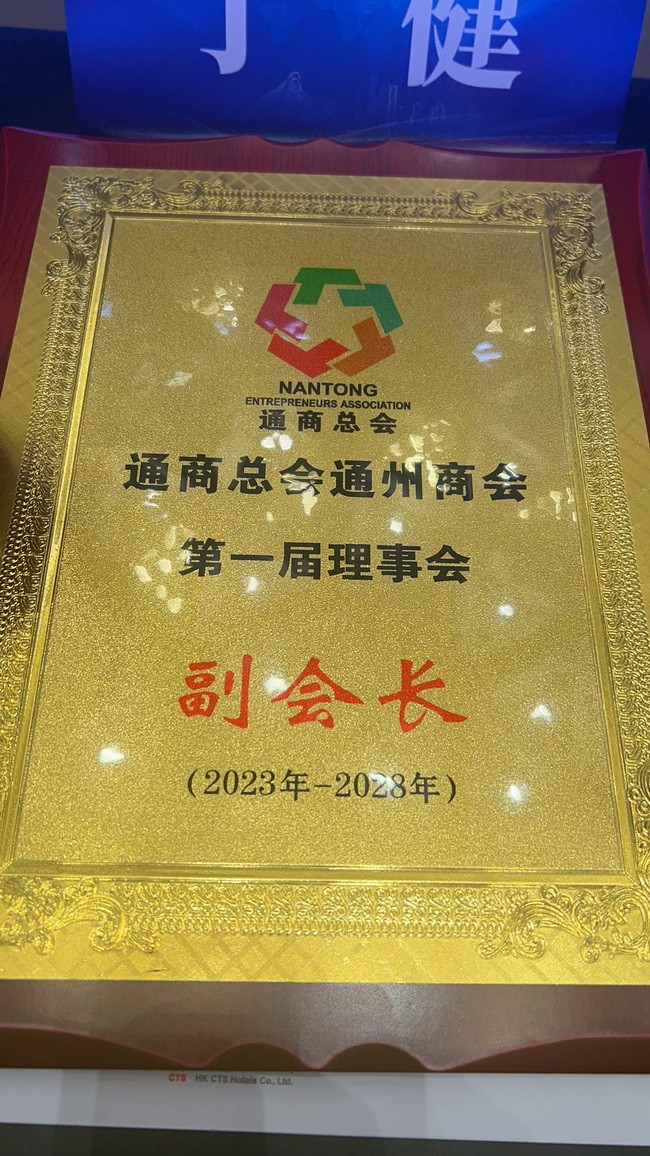 健
NANTONG
ENTREPRENEURS ASSOCIATION
通商总会
通商总会通州商会
第一届理事会
副会长
(2023年-2028年)
CTS HK CTS Hotels Co., Ltd.